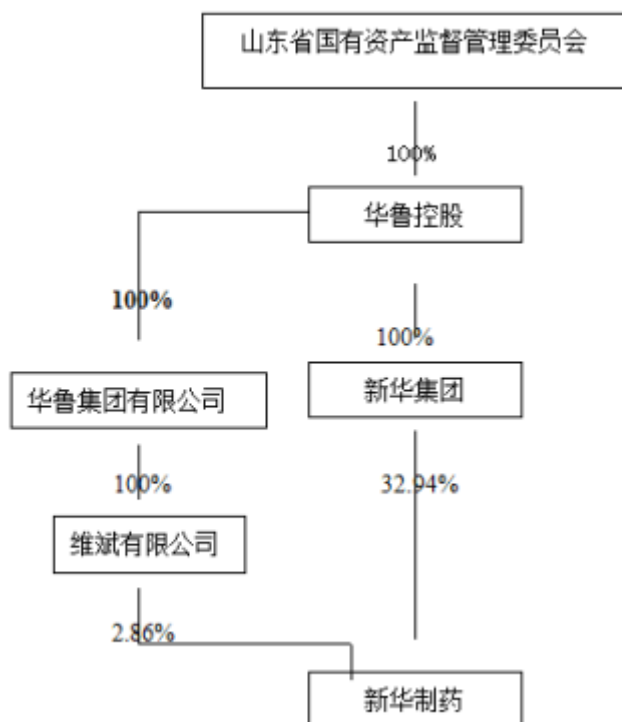 山东省国有资产监督管理委员会
100%
华鲁控股
100%
100%
华鲁集团有限公司
新华集团
100%
32.94%
维斌有限公司
2.86%
新华制药